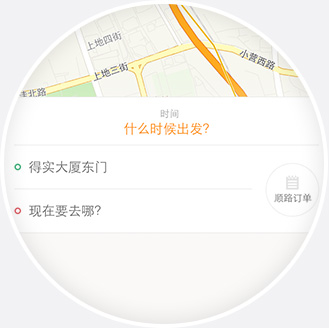 上地四街
上地三街
小营西路
北路
时间
什么时候出发?
得实大厦东门
现在要去哪?
顺路订单